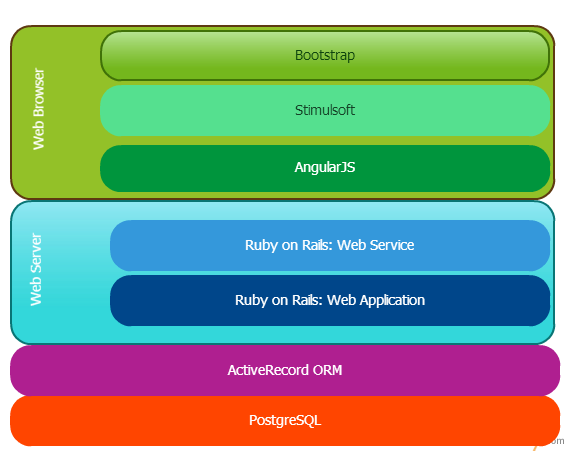 Web Browser
Bootstrap
Stimulsoft
AngularJS
Web Server
Ruby on Rails: Web Service
Ruby on Rails: Web Application
ActiveRecord ORM
PostgreSQL